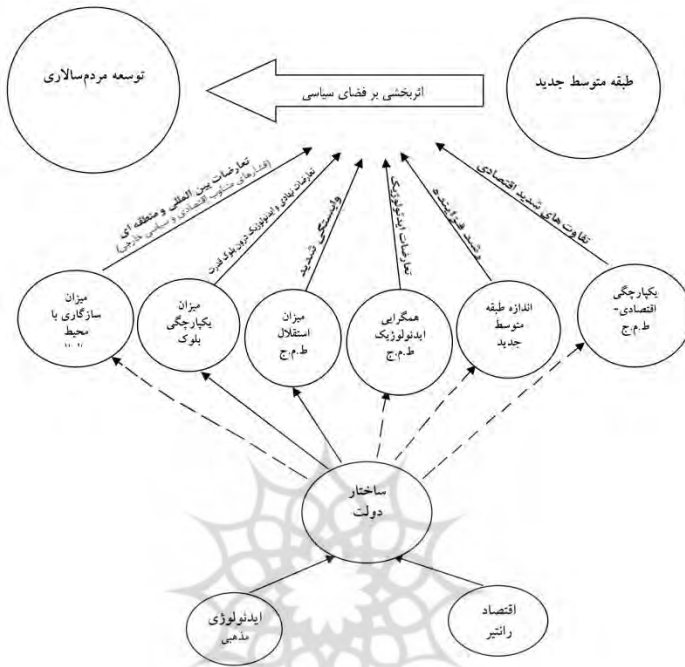 طبقه متوسط جدید
اثربخشی بر فضای سیاسی
توسعه مردم‌سالاری
تفاوت های شدید اقتصادی
رشد فزاینده
تعارضات ایدئولوژیک
وابستگی شدید
تعارضات نهادی و ایدئولوژیک درون بلوک قدرت
تعارضات بین المللی و منطقه ای
(فشارهای متناوب اقتصادی و سیاسی خارجی)
یکپارچگی
اقتصادی-
ط.م.ج
اندازه طبقه
متوسط
جدید
همگرایی
ایدئولوژیک
ط.م.ج
میزان
استقلال
ط.م.ج
میزان
یکپارچگی
بلوک
میزان
سازگاری با
محیط
ساختار
دولت
اقتصاد
رانتیر
ایدئولوژی
مذهبی